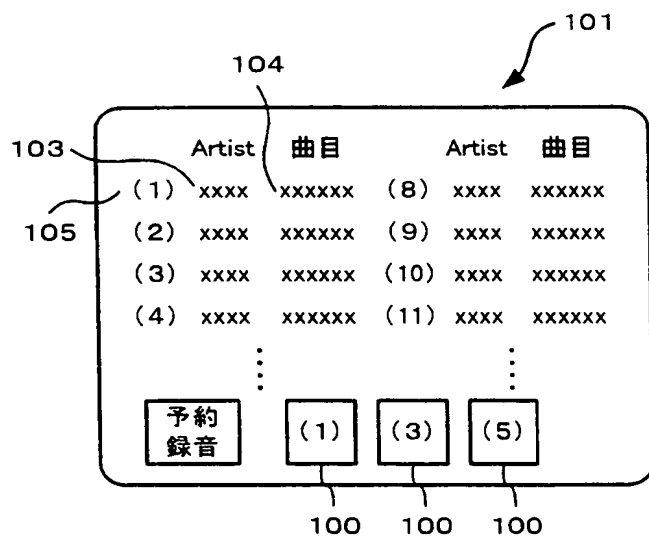 101
104
103 Artist 曲目 Artist 曲目
(1) xxxx xxxxxx (8) xxxx xxxxxx
105 (2) xxxx xxxxxx (9) xxxx xxxxxx
(3) xxxx xxxxxx (10) xxxx xxxxxx
(4) xxxx xxxxxx (11) xxxx xxxxxx
予約
録音 (1) (3) (5)
100 100 100